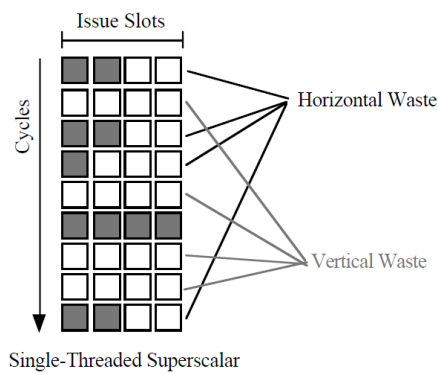 Issue Slots
Cycles
Horizontal Waste
Vertical Waste
Single-Threaded Superscalar